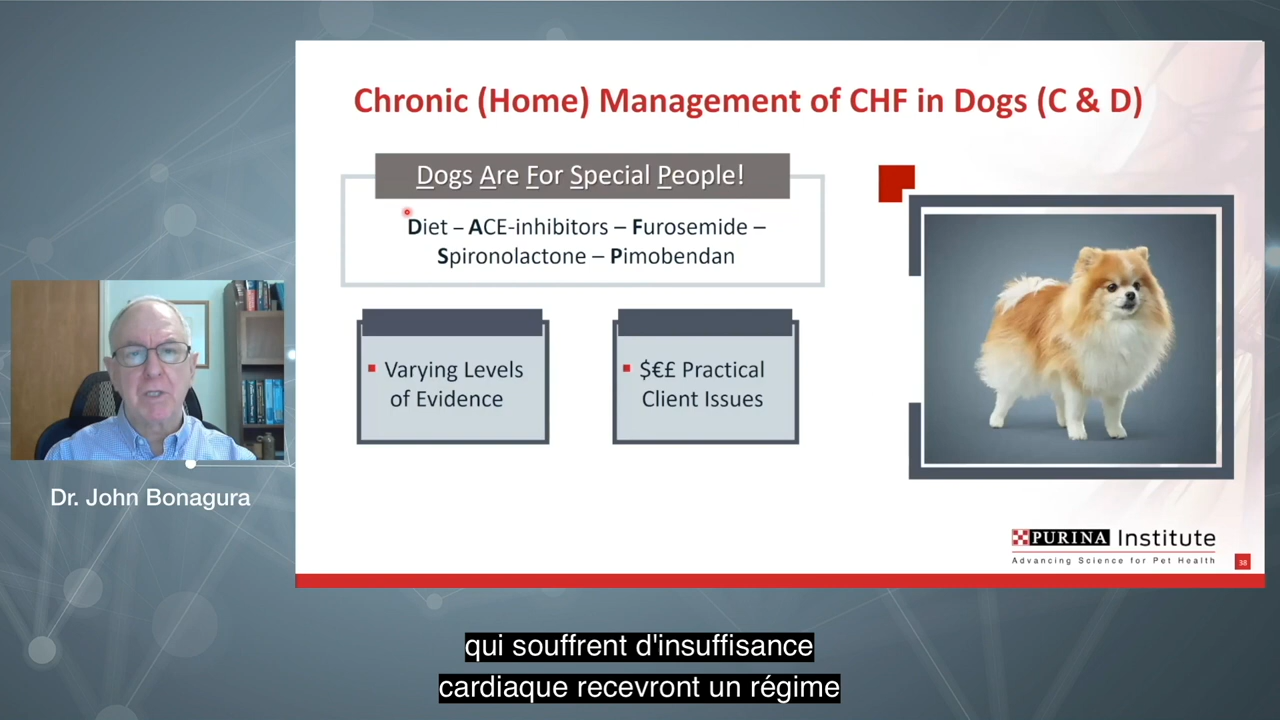 Chronic (Home) Management of CHF in Dogs (C & D)
Dogs Are For Special People!
Diet – ACE-inhibitors – Furosemide –
Spironolactone – Pimobendan
Varying Levels
of Evidence
$€£ Practical
Client Issues
Dr. John Bonagura
PURINA Institute
Advancing Science for Pet Health
38
qui souffrent d'insuffisance
cardiaque recevront un régime